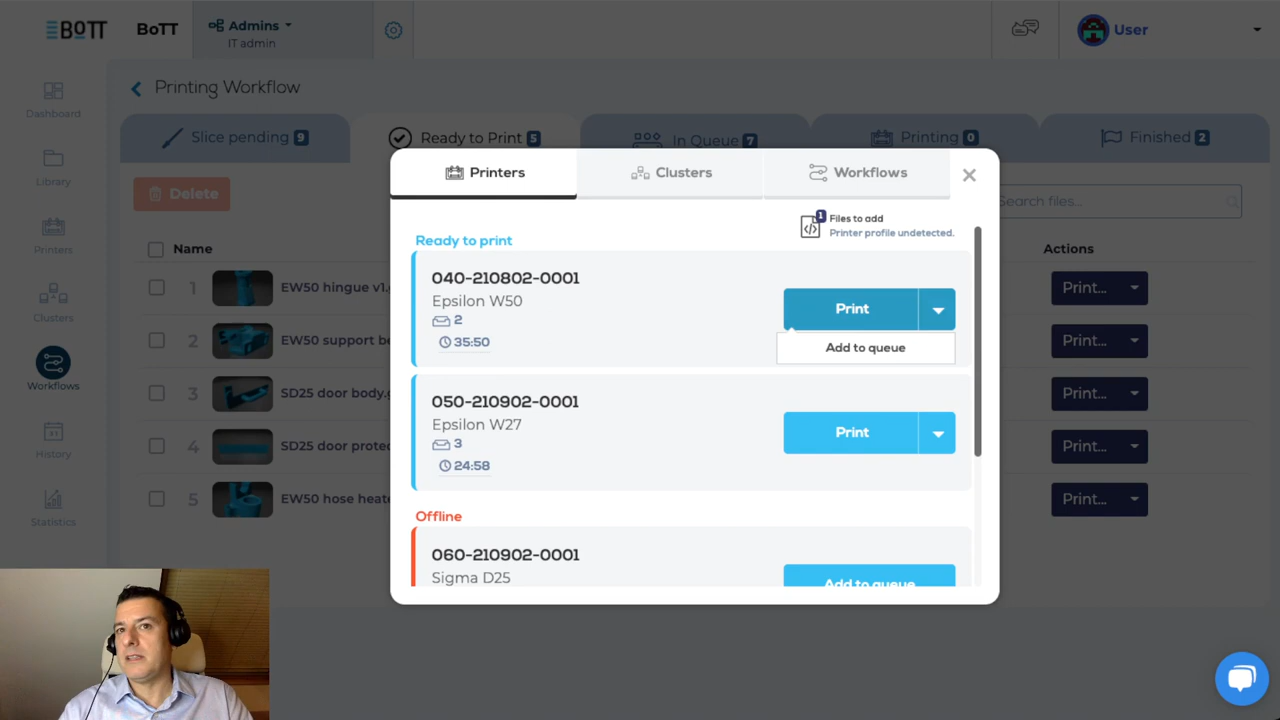 BOTT
BoTT
Admins
IT admin
User
Dashboard
Library
Printers
Clusters
Workflows
History
Statistics
Printing Workflow
Slice pending 9
Ready to Print 5
In Queue 7
Printing 0
Finished 2
Delete
Search files...
Name
Actions
1 EW50 hingue v1.g
Print...
2 EW50 support be
Print...
3 SD25 door body.g
Print...
4 SD25 door prote
Print...
5 EW50 hose heate
Print...
Printers
Clusters
Workflows
1
Files to add
Printer profile undetected.
Ready to print
040-210802-0001
Epsilon W50
2
35:50
Print
Add to queue
050-210902-0001
Epsilon W27
3
24:58
Print
Offline
060-210902-0001
Sigma D25
Add to queue